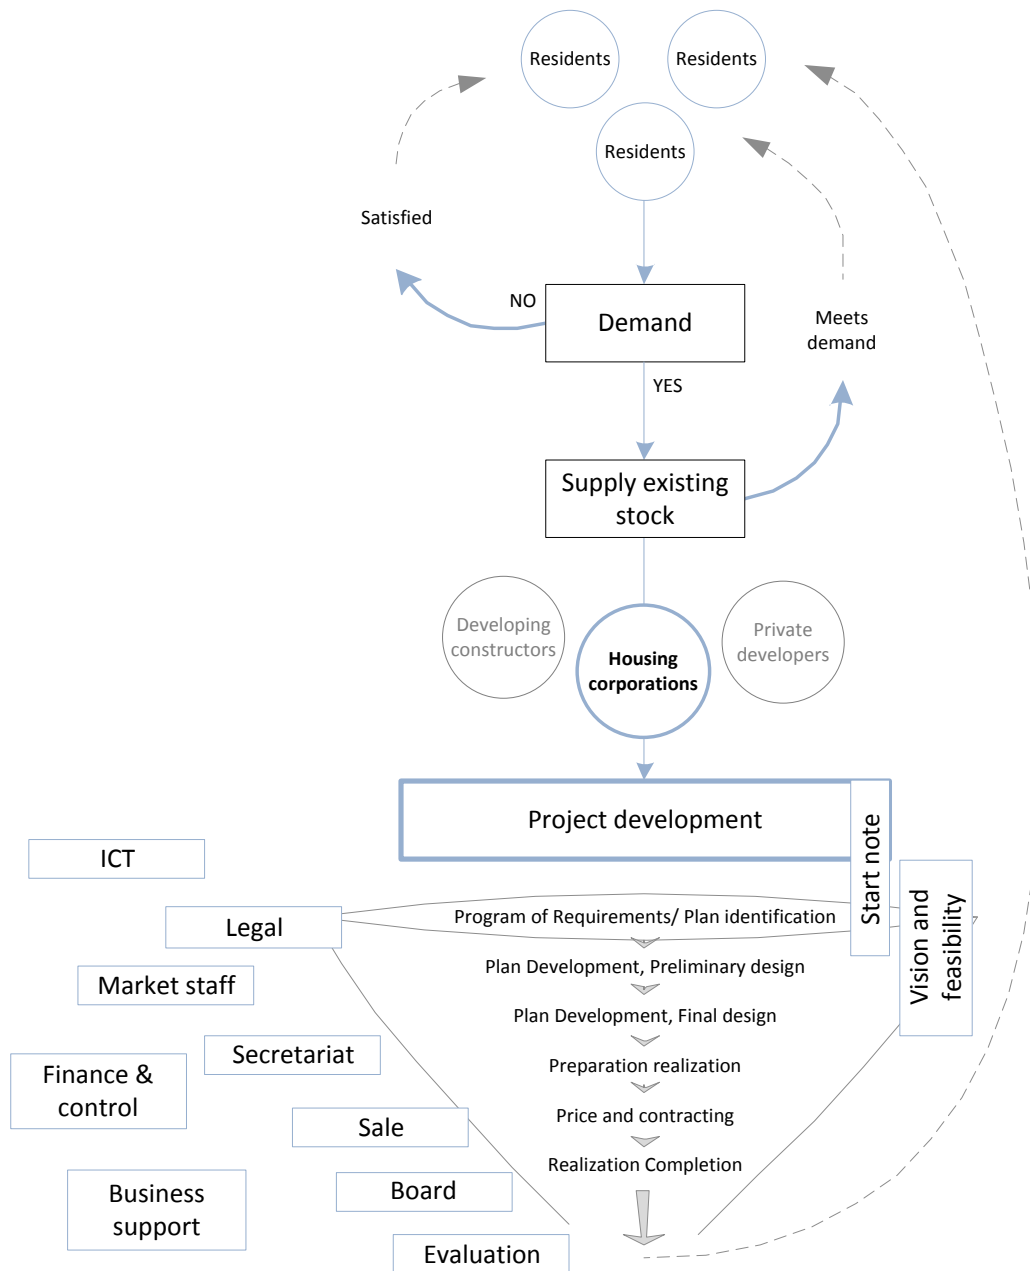 Residents
Residents
Residents
Satisfied
NO
Demand
Meets
demand
YES
Supply existing
stock
Developing
constructors
Housing
corporations
Private
developers
Project development
Start note
Vision and
feasibility
ICT
Legal
Program of Requirements/ Plan identification
Market staff
Plan Development, Preliminary design
Plan Development, Final design
Secretariat
Preparation realization
Finance &
control
Sale
Price and contracting
Realization Completion
Board
Business
support
Evaluation